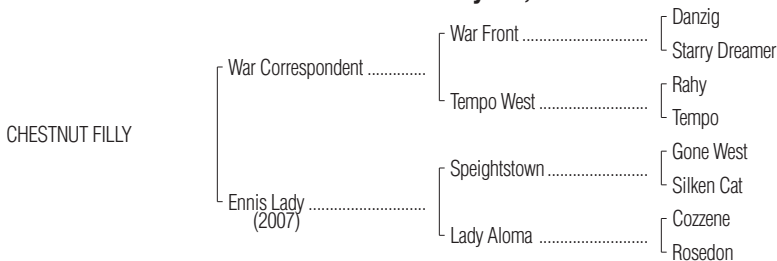 Danzig
War Front ..............................
Starry Dreamer
War Correspondent ..............
Rahy
Tempo West ..........................
Tempo
CHESTNUT FILLY
Gone West
Speightstown ........................
Silken Cat
Ennis Lady ............................
(2007)
Cozzene
Lady Aloma ..........................
Rosedon